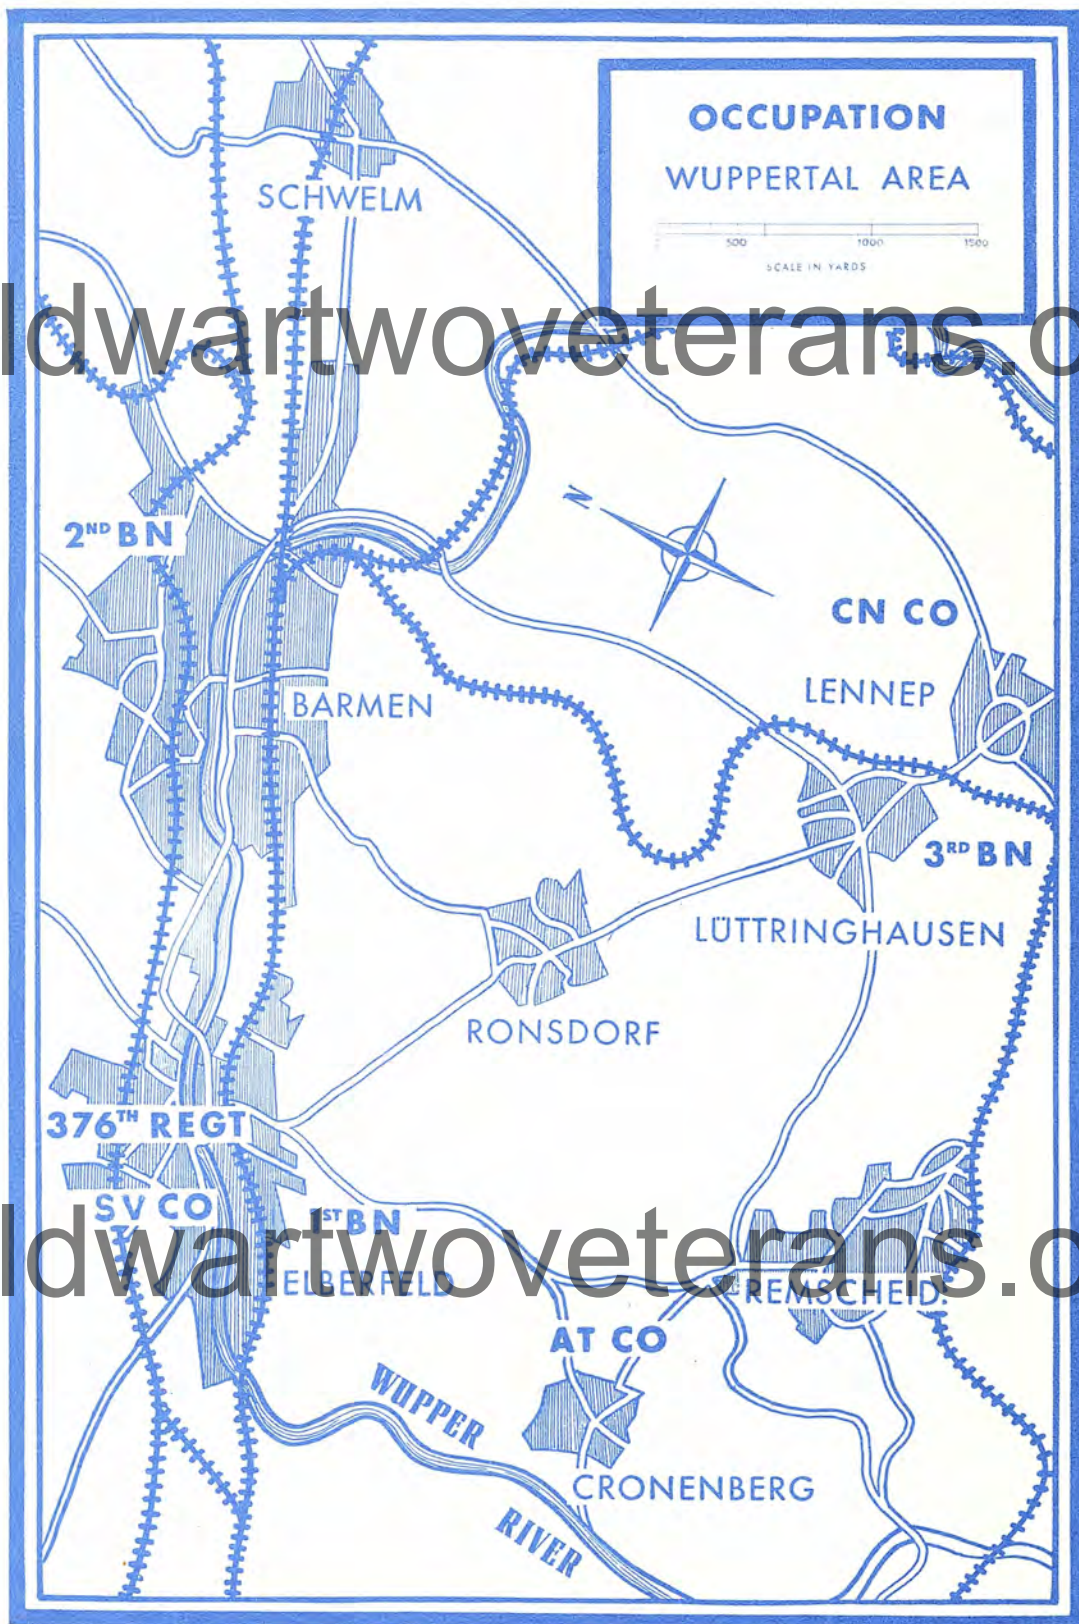 OCCUPATION
WUPPERTAL AREA
500 1000 1500
SCALE IN YARDS
SCHWELM
ldwartwoveterans.o
N
2ND BN
CN CO
LENNEP
BARMEN
3RD BN
LÜTTRINGHAUSEN
RONSDORF
376TH REGT
SV CO
1ST BN
ldwartwoveterans.o
ELBERFELD
REMSCHEID
AT CO
WUPPER
CRONENBERG
RIVER